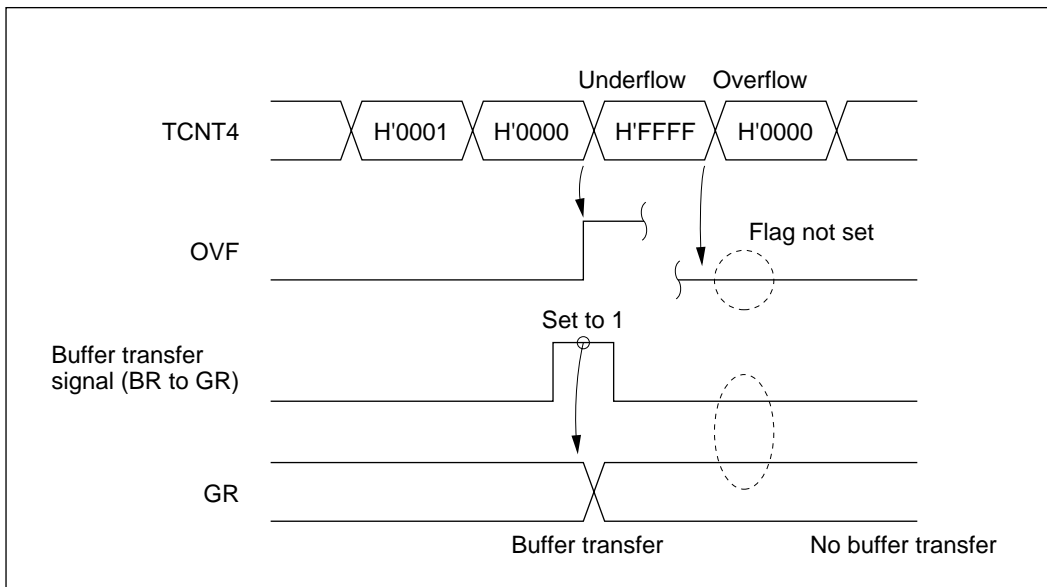 Underflow Overflow
TCNT4 H'0001 H'0000 H'FFFF H'0000
OVF
Flag not set
Set to 1
Buffer transfer
signal (BR to GR)
GR
Buffer transfer No buffer transfer